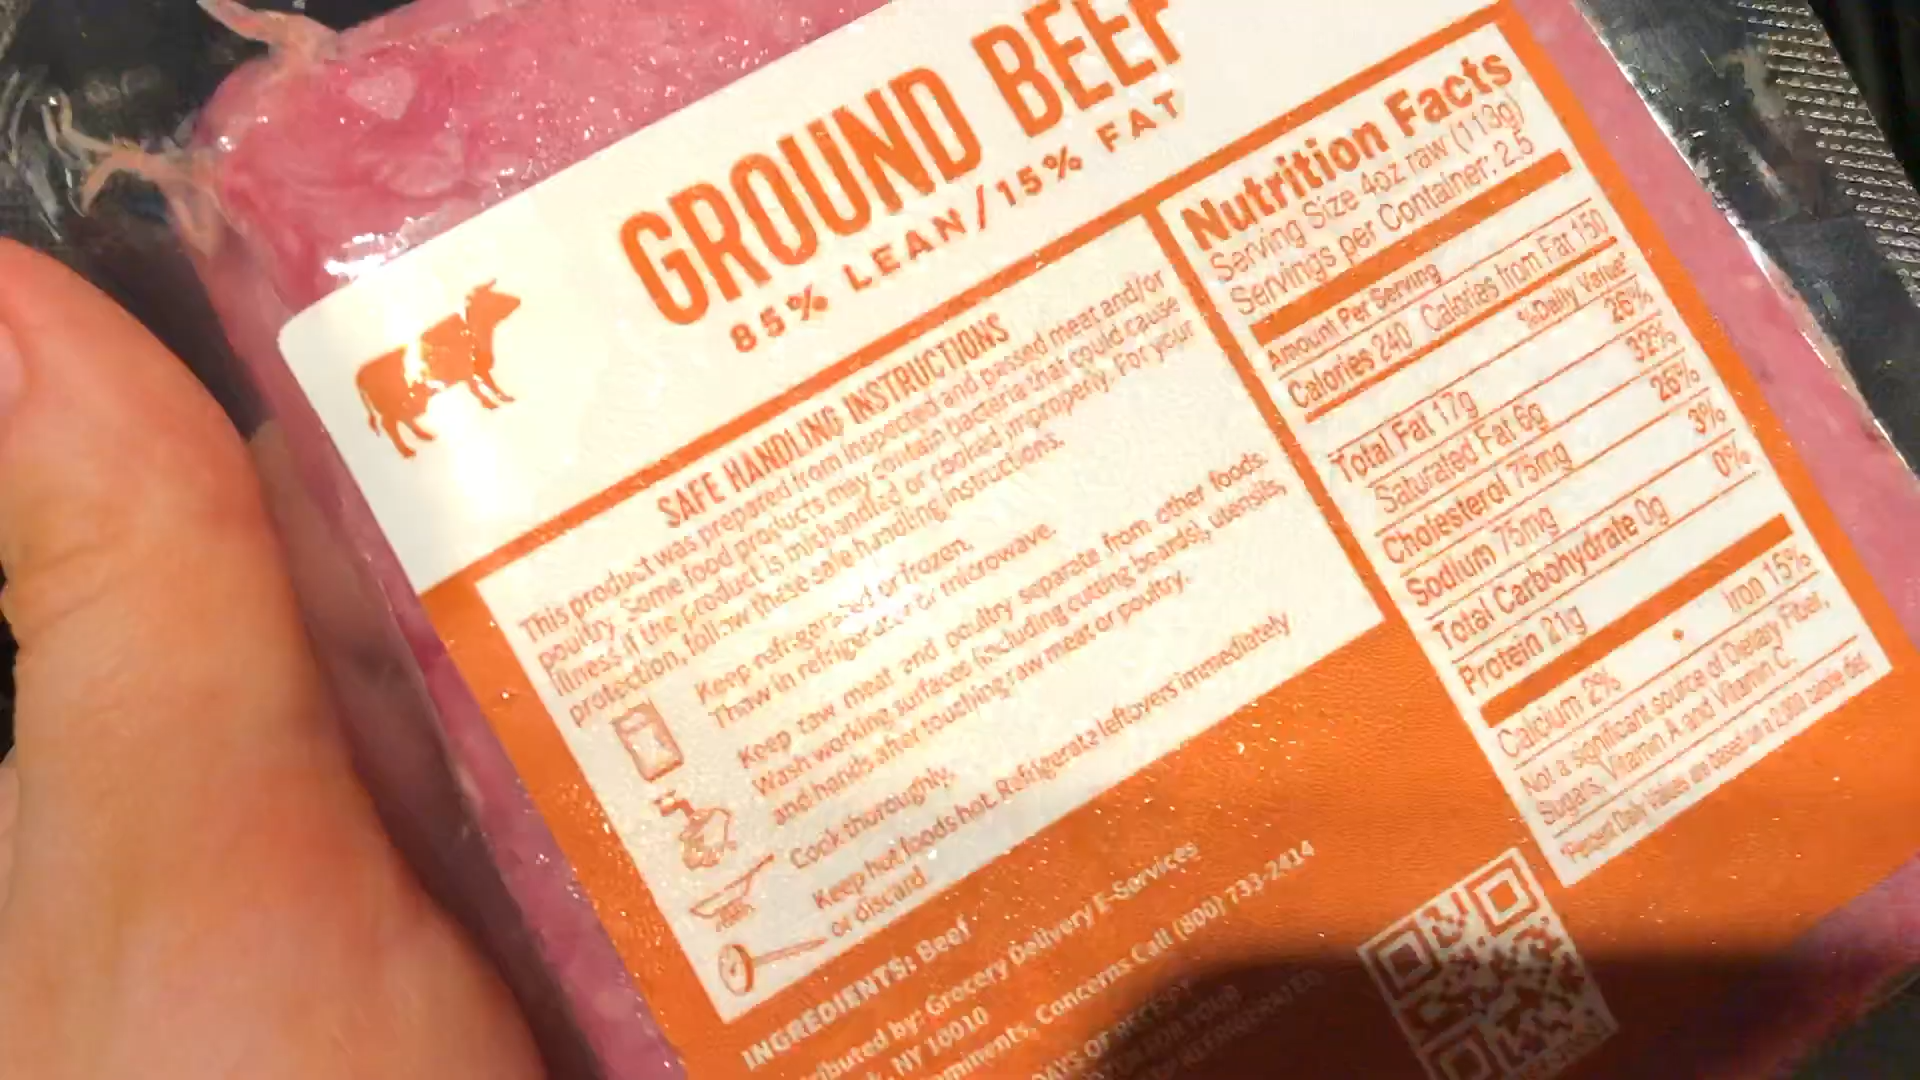 GROUND BEEF
85% LEAN/15% FAT
SAFE HANDLING INSTRUCTIONS
This product was prepared from inspected and passed meat and/or
poultry. Some food products may contain bacteria that could cause
illness if the product is mishandled or cooked improperly. For your
protection, follow these safe handling instructions.
Keep refrigerated or frozen.
Thaw in refrigerator or microwave.
Keep raw meat and poultry separate from other foods.
Wash working surfaces (including cutting boards), utensils,
and hands after touching raw meat or poultry.
Cook thoroughly.
Keep hot foods hot. Refrigerate leftovers immediately
or discard.
INGREDIENTS: Beef
ributed by: Grocery Delivery E-Services
k, NY 10010
omments, Concerns Call (800) 733-2414
DAYS OF RECEIPT
Nutrition Facts
Serving Size 4oz raw (113g)
Servings per Container: 2.5
Amount Per Serving
Calories 240 Calories from Fat 150
%Daily Value*
Total Fat 17g 26%
Saturated Fat 6g 32%
Cholesterol 75mg 26%
Sodium 75mg 3%
Total Carbohydrate 0g 0%
Protein 21g
Calcium 2% • Iron 15%
Not a significant source of Dietary Fiber,
Sugars, Vitamin A and Vitamin C.
*Percent Daily Values are based on a 2,000 calorie diet